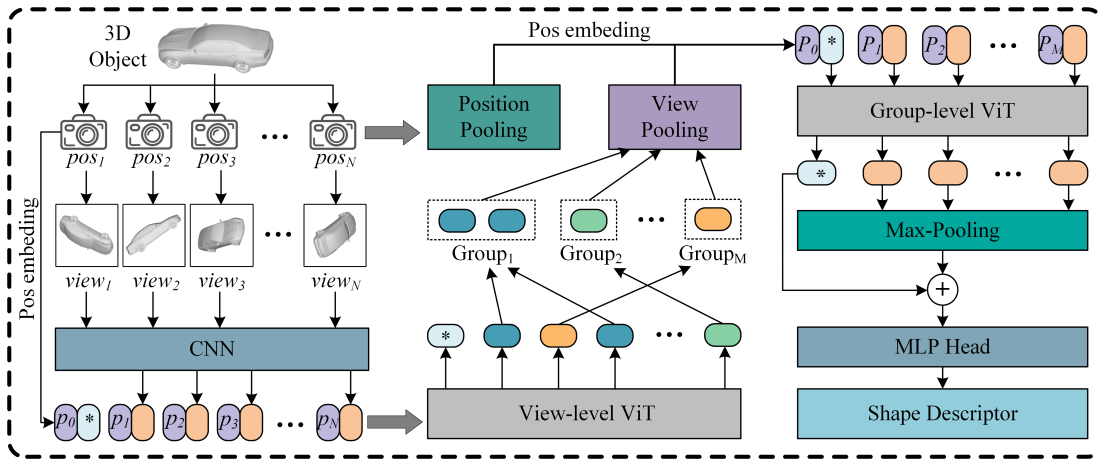 3D
Object
pos1 pos2 pos3 ... posN
Pos embeding
view1 view2 view3 ... viewN
CNN
p0 * p1 p2 p3 ... pN
Pos embeding
Position
Pooling
View
Pooling
Group1 Group2 ... GroupM
* ...
View-level ViT
P0 * P1 P2 ... PM
Group-level ViT
* ...
Max-Pooling
+
MLP Head
Shape Descriptor